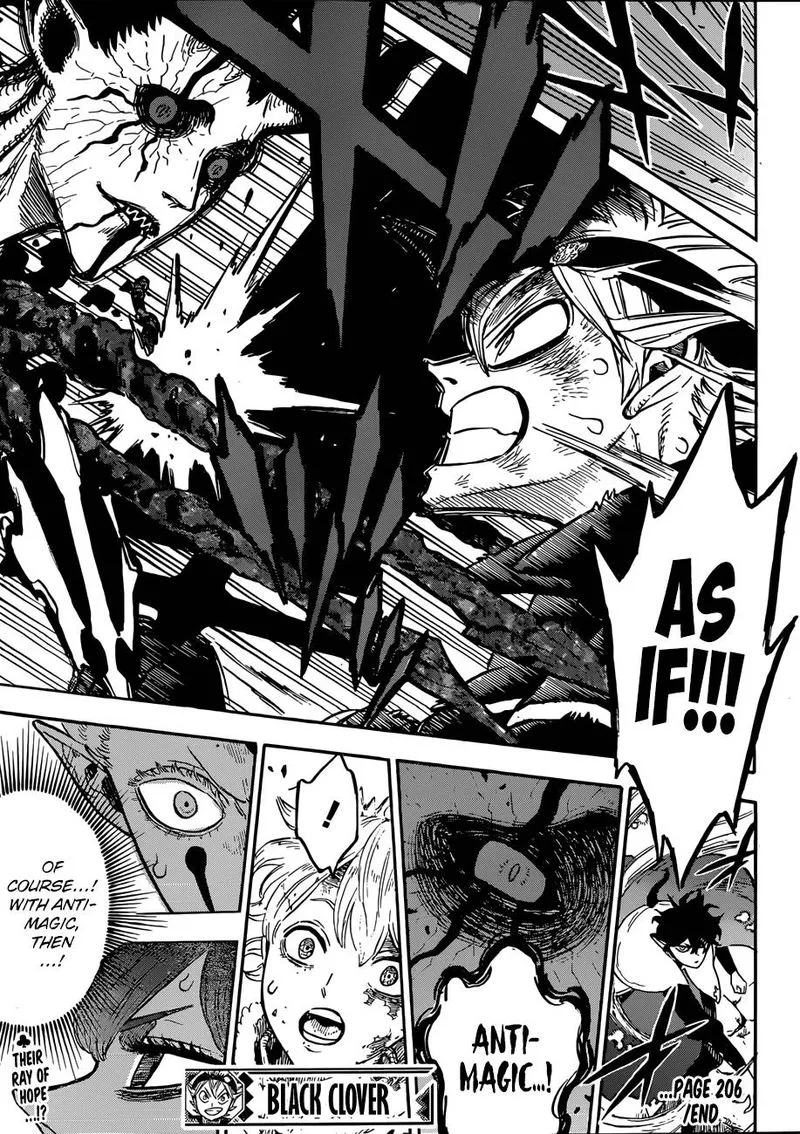 AS
IF!!!
ANTI-
MAGIC...!
!
OF
COURSE...!
WITH ANTI-
MAGIC,
THEN
...!
THEIR
RAY OF
HOPE
...!?
BLACK CLOVER
...PAGE 206
/END